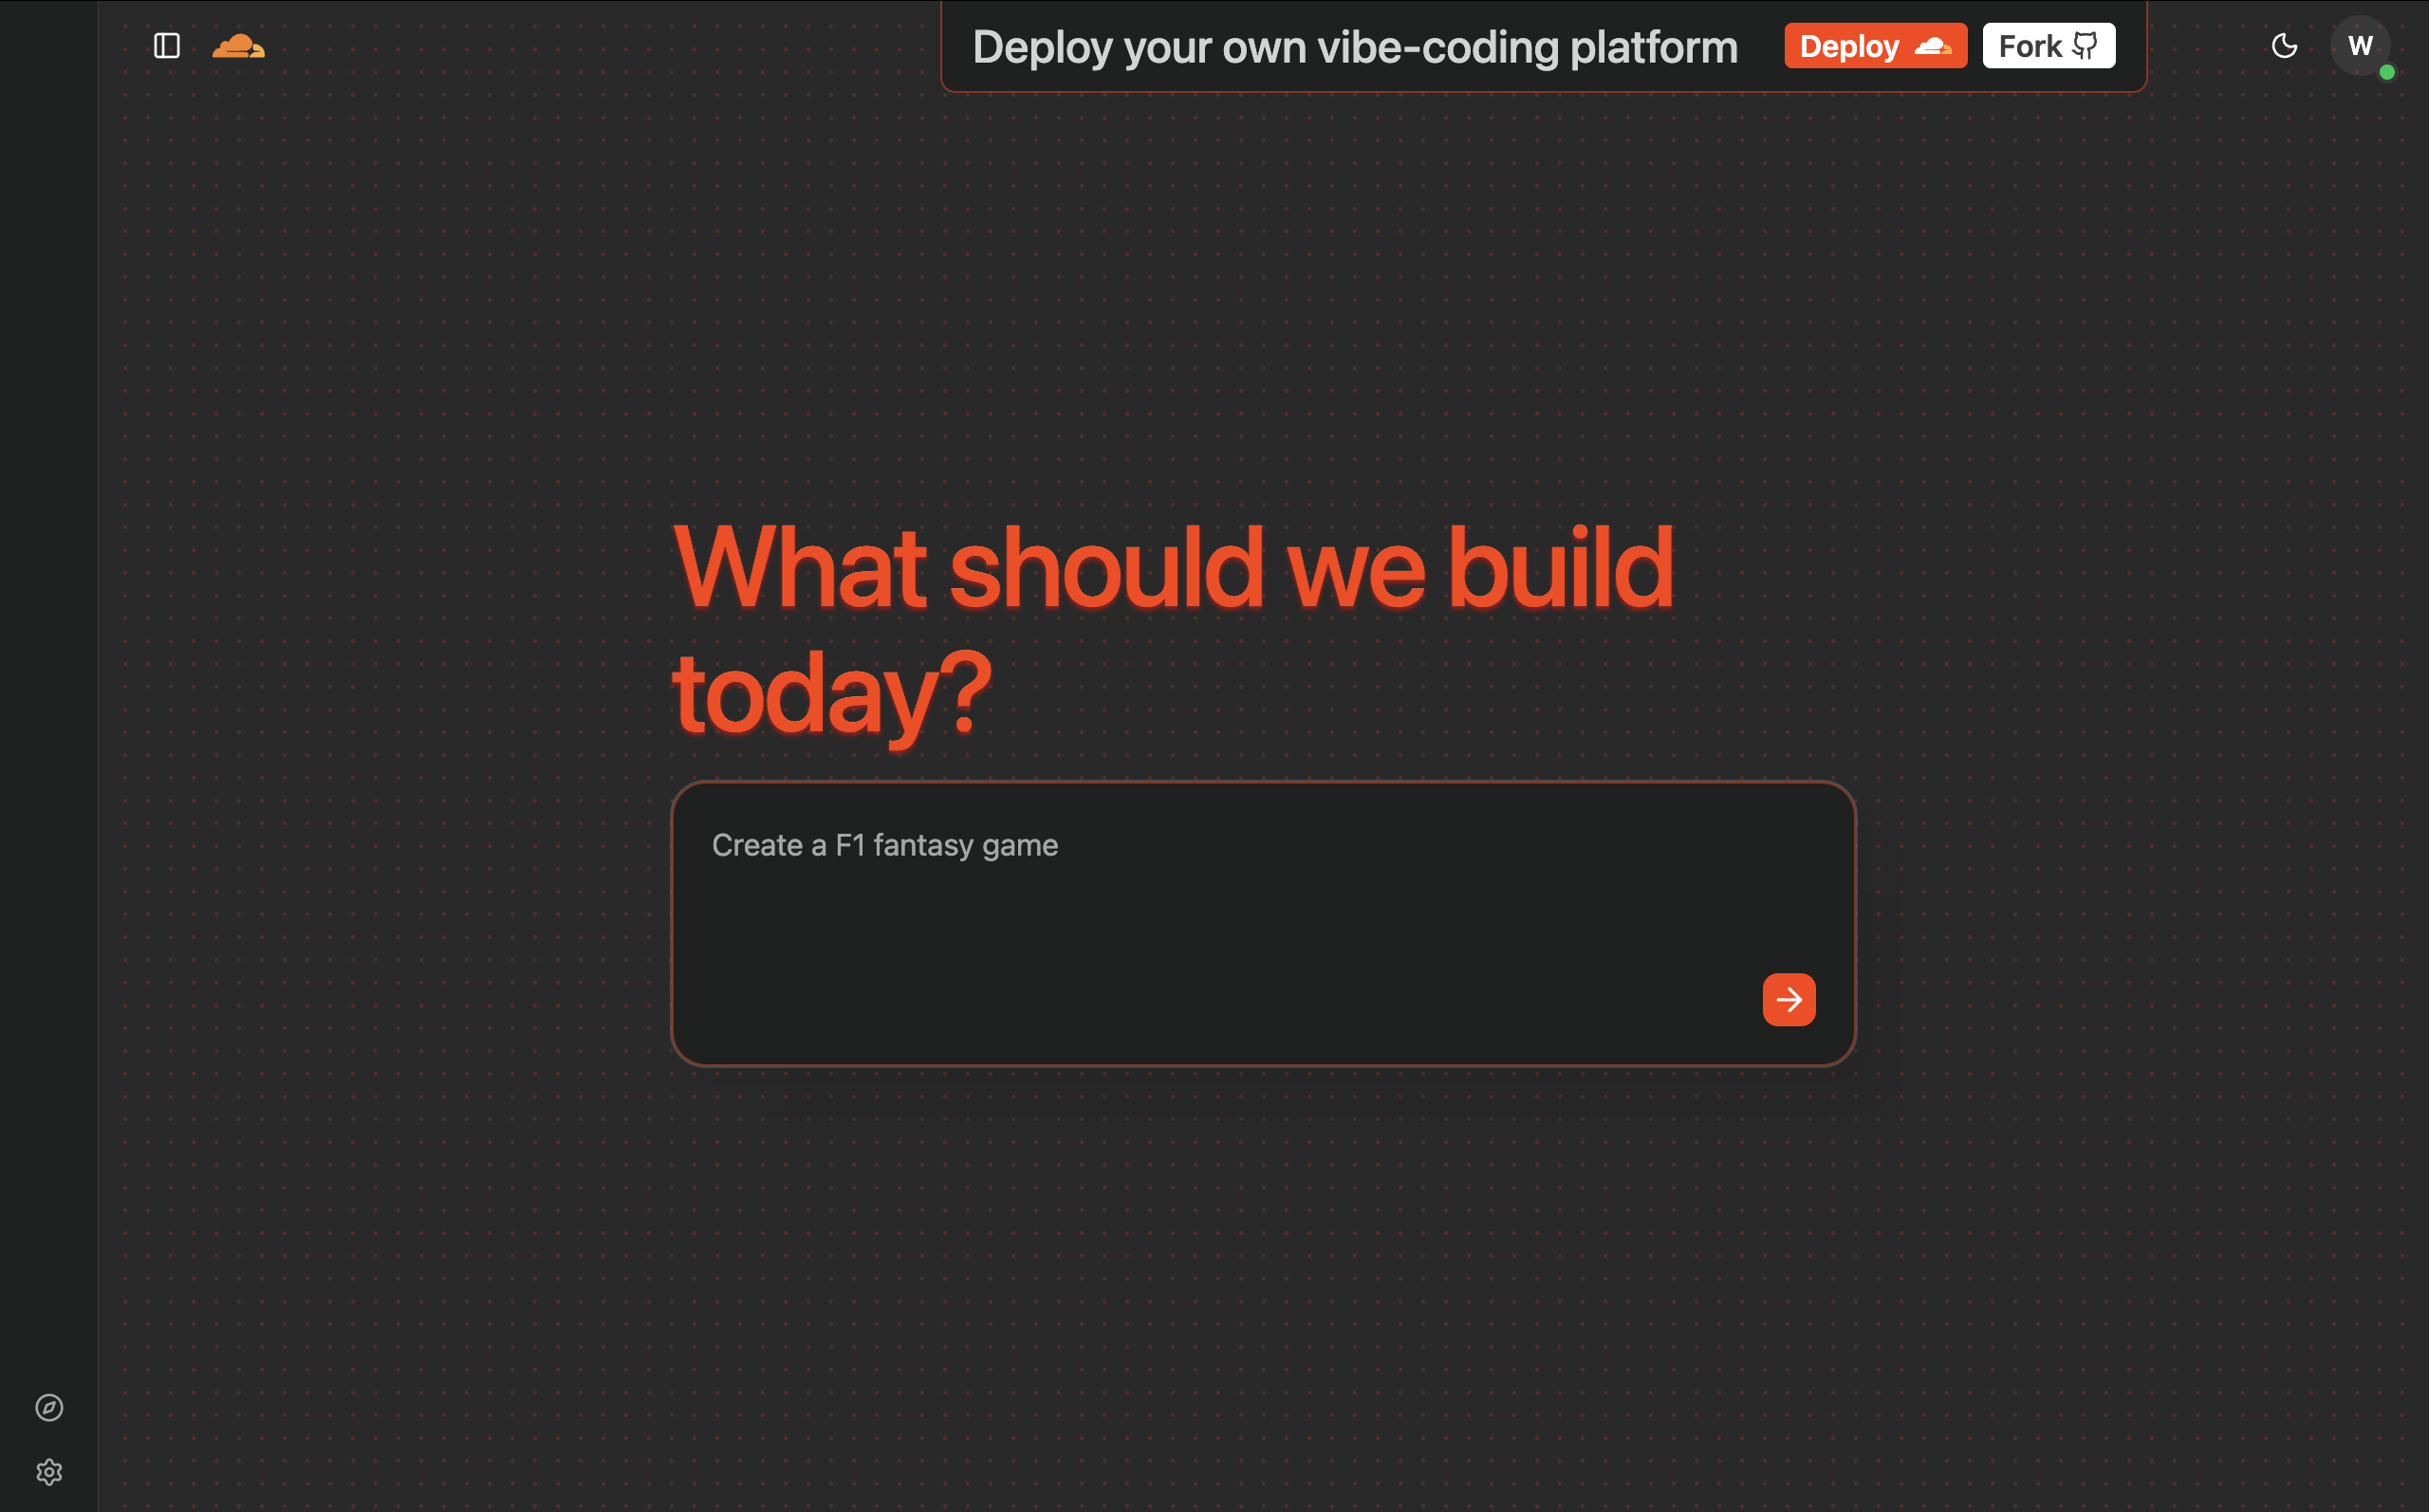 Deploy your own vibe-coding platform
Deploy
Fork
W
What should we build
today?
Create a F1 fantasy game